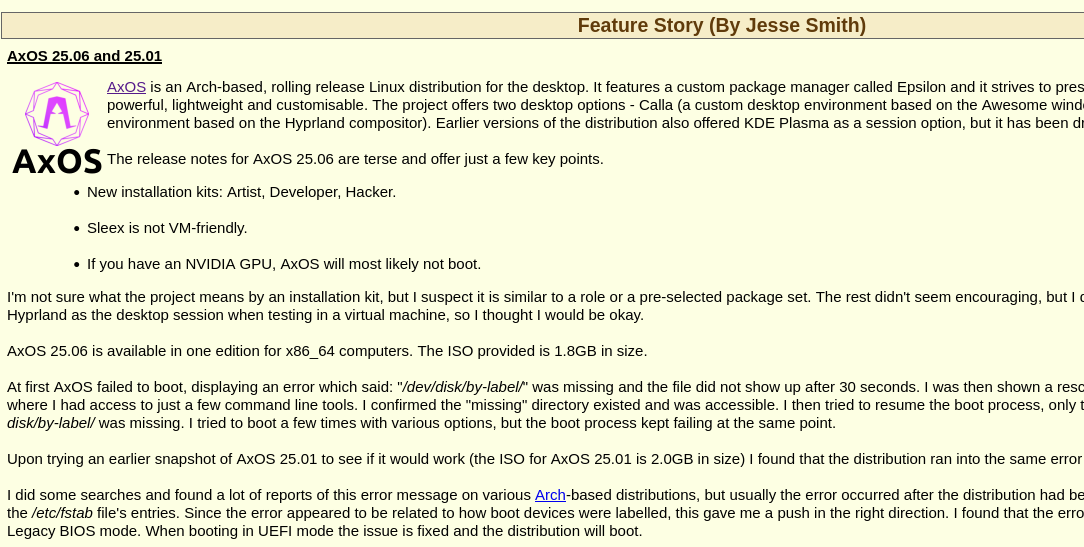 Feature Story (By Jesse Smith)
AxOS 25.06 and 25.01
AxOS is an Arch-based, rolling release Linux distribution for the desktop. It features a custom package manager called Epsilon and it strives to
powerful, lightweight and customisable. The project offers two desktop options - Calla (a custom desktop environment based on the Awesome
environment based on the Hyprland compositor). Earlier versions of the distribution also offered KDE Plasma as a session option, but it has been
AxOS
The release notes for AxOS 25.06 are terse and offer just a few key points.
• New installation kits: Artist, Developer, Hacker.
• Sleex is not VM-friendly.
• If you have an NVIDIA GPU, AxOS will most likely not boot.
I'm not sure what the project means by an installation kit, but I suspect it is similar to a role or a pre-selected package set. The rest didn't seem encouraging, but I
Hyprland as the desktop session when testing in a virtual machine, so I thought I would be okay.
AxOS 25.06 is available in one edition for x86_64 computers. The ISO provided is 1.8GB in size.
At first AxOS failed to boot, displaying an error which said: "/dev/disk/by-label/" was missing and the file did not show up after 30 seconds. I was then shown a
where I had access to just a few command line tools. I confirmed the "missing" directory existed and was accessible. I then tried to resume the boot process, only
disk/by-label/ was missing. I tried to boot a few times with various options, but the boot process kept failing at the same point.
Upon trying an earlier snapshot of AxOS 25.01 to see if it would work (the ISO for AxOS 25.01 is 2.0GB in size) I found that the distribution ran into the same error
I did some searches and found a lot of reports of this error message on various Arch-based distributions, but usually the error occurred after the distribution had
the /etc/fstab file's entries. Since the error appeared to be related to how boot devices were labelled, this gave me a push in the right direction. I found that the
Legacy BIOS mode. When booting in UEFI mode the issue is fixed and the distribution will boot.